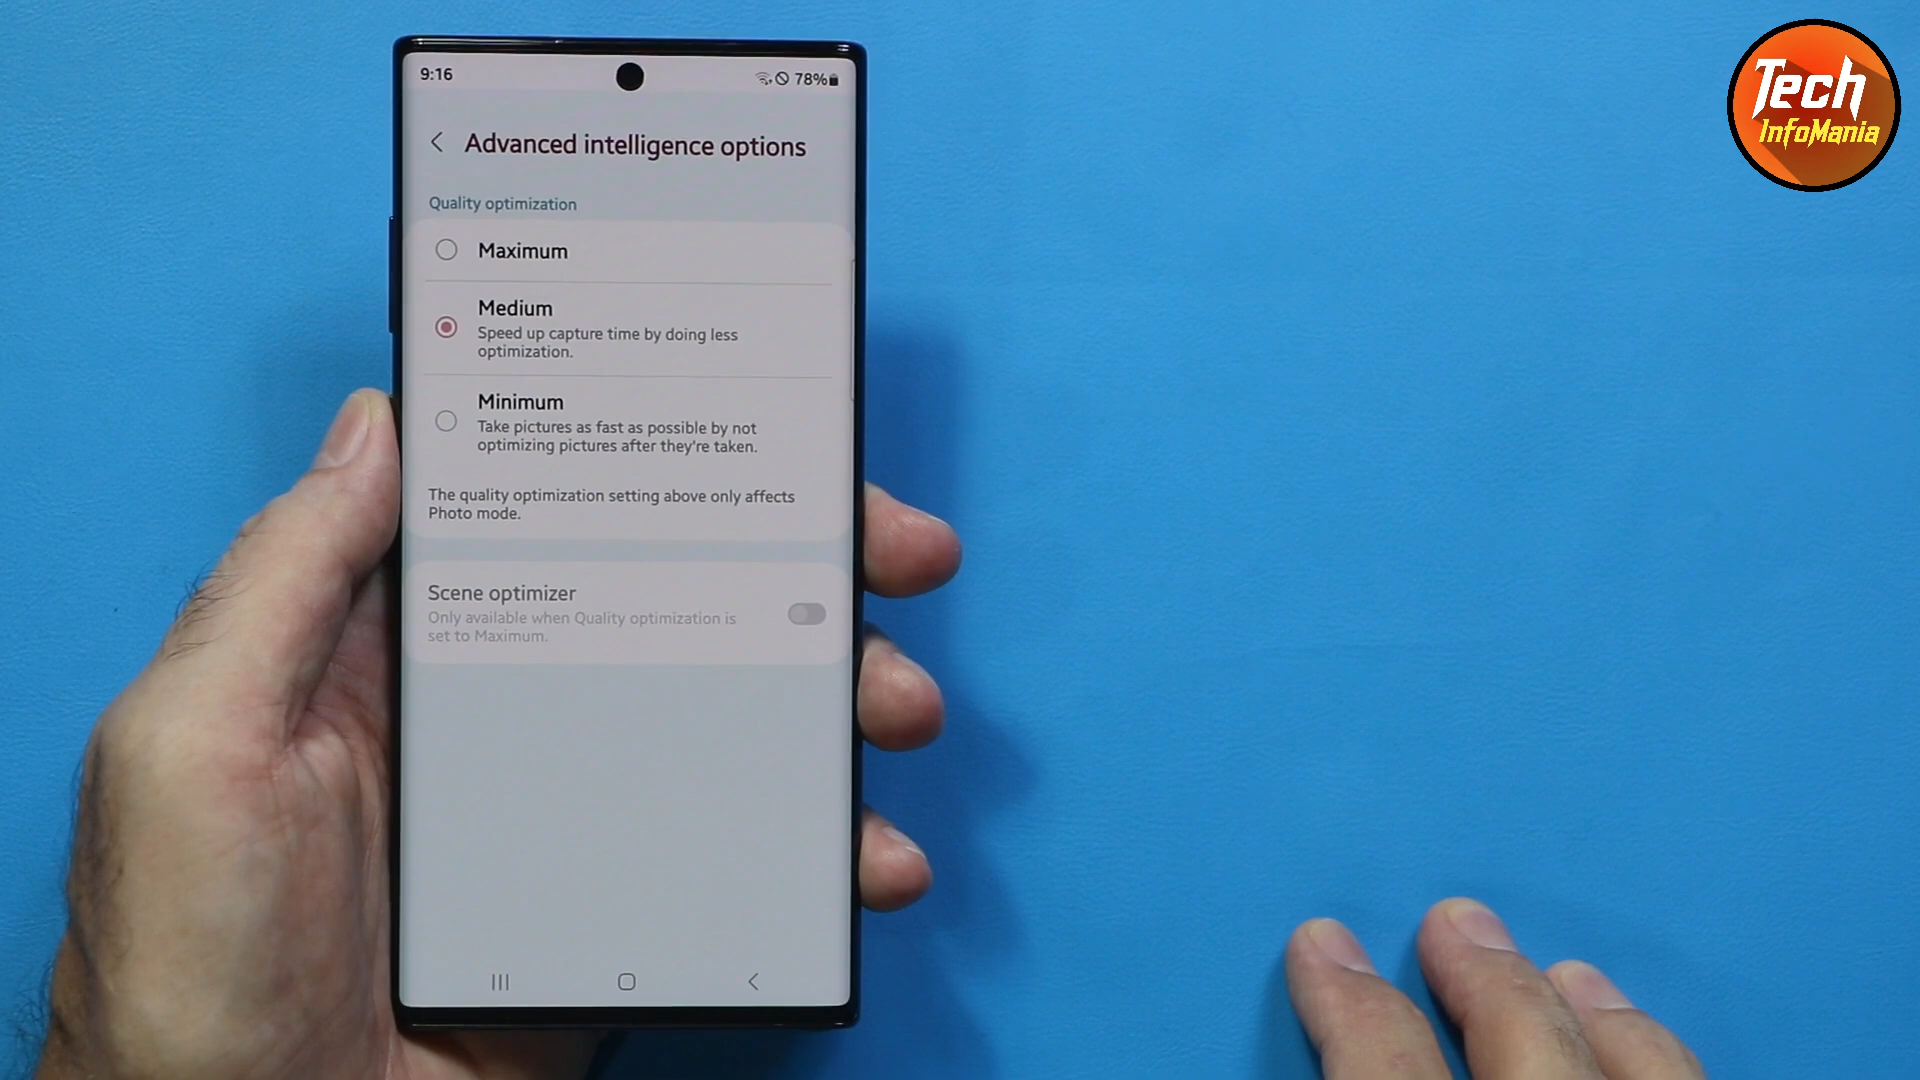 9:16
78%
Advanced intelligence options
Quality optimization
Maximum
Medium
Speed up capture time by doing less
optimization.
Minimum
Take pictures as fast as possible by not
optimizing pictures after they're taken.
The quality optimization setting above only affects
Photo mode.
Scene optimizer
Only available when Quality optimization is
set to Maximum.
Tech
InfoMania